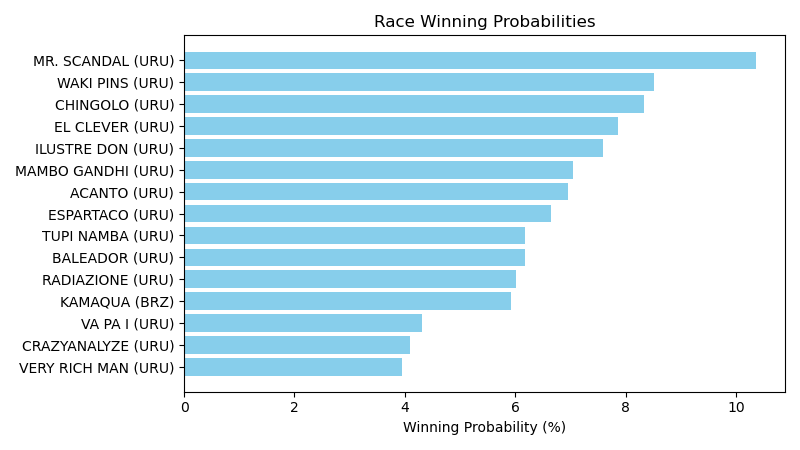 Race Winning Probabilities
MR. SCANDAL (URU)
WAKI PINS (URU)
CHINGOLO (URU)
EL CLEVER (URU)
ILUSTRE DON (URU)
MAMBO GANDHI (URU)
ACANTO (URU)
ESPARTACO (URU)
TUPI NAMBA (URU)
BALEADOR (URU)
RADIAZIONE (URU)
KAMAQUA (BRZ)
VA PA I (URU)
CRAZYANALYZE (URU)
VERY RICH MAN (URU)
0 2 4 6 8 10
Winning Probability (%)